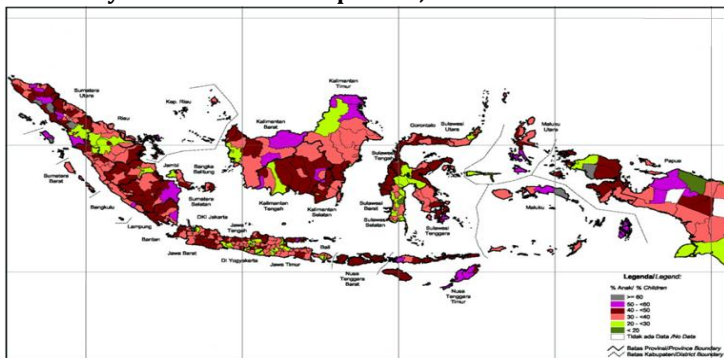 Sumatera
Utara
Riau
Kep. Riau
Kalimantan
Timur
Kalimantan
Barat
Gorontalo
Sulawesi
Utara
Maluku
Utara
Sulawesi
Tengah
Papua
Jambi
Bangka
Belitung
Sumatera
Barat
Sumatera
Selatan
Kalimantan
Tengah
Kalimantan
Selatan
Sulawesi
Barat
Sulawesi
Selatan
Sulawesi
Tenggara
Maluku
Bengkulu
Lampung
DKI Jakarta
Banten
Jawa
Tengah
Bali
Jawa Barat
DI Yogyakarta
Jawa Timur
Nusa
Tenggara
Barat
Nusa
Tenggara
Timur
Legenda/Legend:
% Anak/ % Children
>= 60
50 - <60
40 - <50
30 - <40
20 - <30
< 20
Tidak ada Data /No Data
Batas Provinsi/Province Boundary
Batas Kabupaten/District Boundary